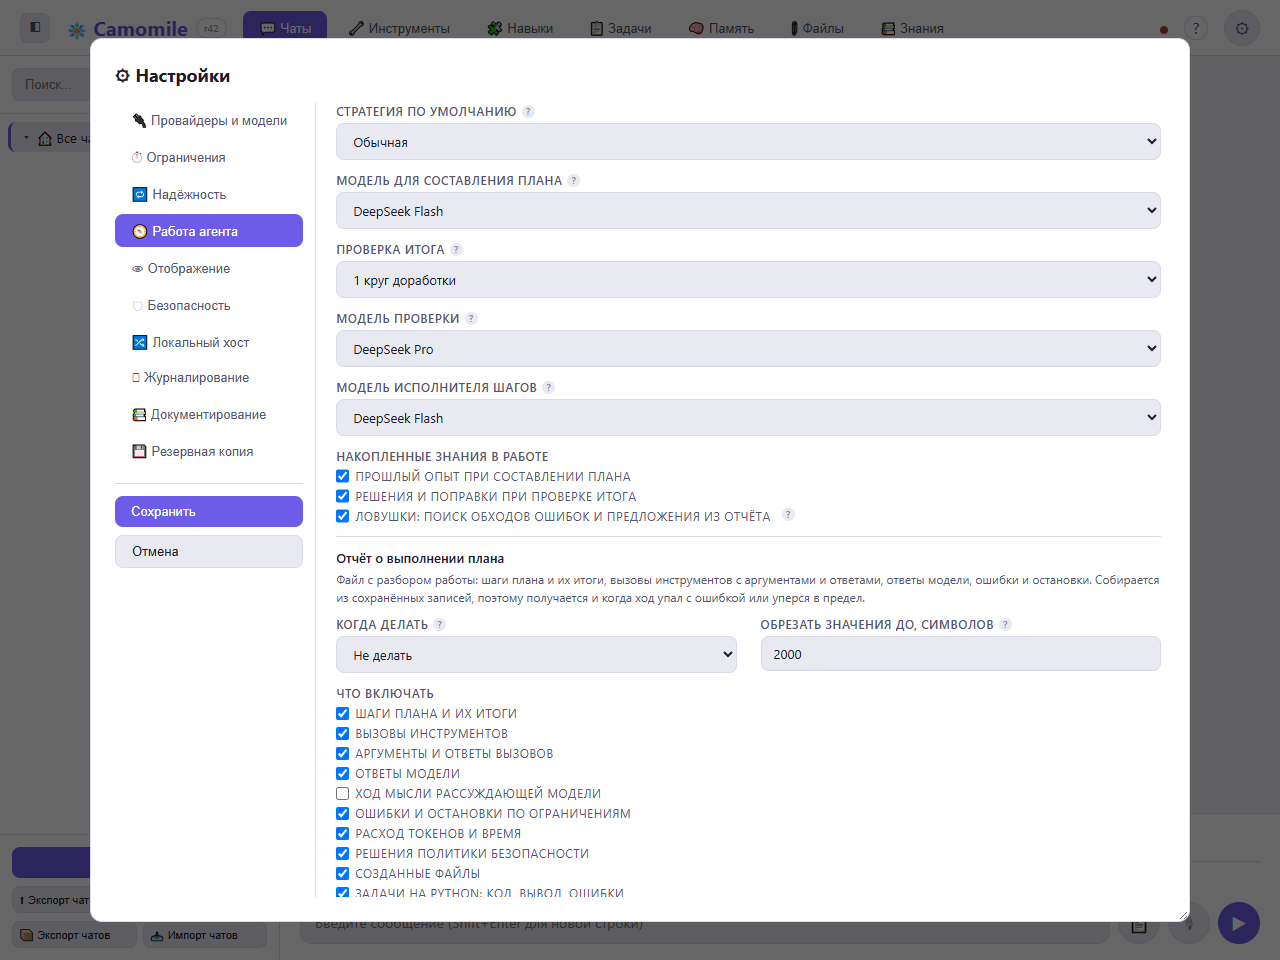 Camomile r42 Чаты Инструменты Навыки Задачи Память Файлы Знания ?
Поиск...
Все ча
Настройки
Провайдеры и модели
Ограничения
Надёжность
Работа агента
Отображение
Безопасность
Локальный хост
Журналирование
Документирование
Резервная копия
Сохранить
Отмена
СТРАТЕГИЯ ПО УМОЛЧАНИЮ ?
Обычная
МОДЕЛЬ ДЛЯ СОСТАВЛЕНИЯ ПЛАНА ?
DeepSeek Flash
ПРОВЕРКА ИТОГА ?
1 круг доработки
МОДЕЛЬ ПРОВЕРКИ ?
DeepSeek Pro
МОДЕЛЬ ИСПОЛНИТЕЛЯ ШАГОВ ?
DeepSeek Flash
НАКОПЛЕННЫЕ ЗНАНИЯ В РАБОТЕ
ПРОШЛЫЙ ОПЫТ ПРИ СОСТАВЛЕНИИ ПЛАНА
РЕШЕНИЯ И ПОПРАВКИ ПРИ ПРОВЕРКЕ ИТОГА
ЛОВУШКИ: ПОИСК ОБХОДОВ ОШИБОК И ПРЕДЛОЖЕНИЯ ИЗ ОТЧЁТА ?
Отчёт о выполнении плана
Файл с разбором работы: шаги плана и их итоги, вызовы инструментов с аргументами и ответами, ответы модели, ошибки и остановки. Собирается
из сохранённых записей, поэтому получается и когда ход упал с ошибкой или уперся в предел.
КОГДА ДЕЛАТЬ ? ОБРЕЗАТЬ ЗНАЧЕНИЯ ДО, СИМВОЛОВ ?
Не делать 2000
ЧТО ВКЛЮЧАТЬ
ШАГИ ПЛАНА И ИХ ИТОГИ
ВЫЗОВЫ ИНСТРУМЕНТОВ
АРГУМЕНТЫ И ОТВЕТЫ ВЫЗОВОВ
ОТВЕТЫ МОДЕЛИ
ХОД МЫСЛИ РАССУЖДАЮЩЕЙ МОДЕЛИ
ОШИБКИ И ОСТАНОВКИ ПО ОГРАНИЧЕНИЯМ
РАСХОД ТОКЕНОВ И ВРЕМЯ
РЕШЕНИЯ ПОЛИТИКИ БЕЗОПАСНОСТИ
СОЗДАННЫЕ ФАЙЛЫ
ЗАДАЧИ НА PYTHON: КОД, ВЫВОД, ОШИБКИ
Экспорт чат
Экспорт чатов Импорт чатов
Введите сообщение (Shift+Enter для новой строки)